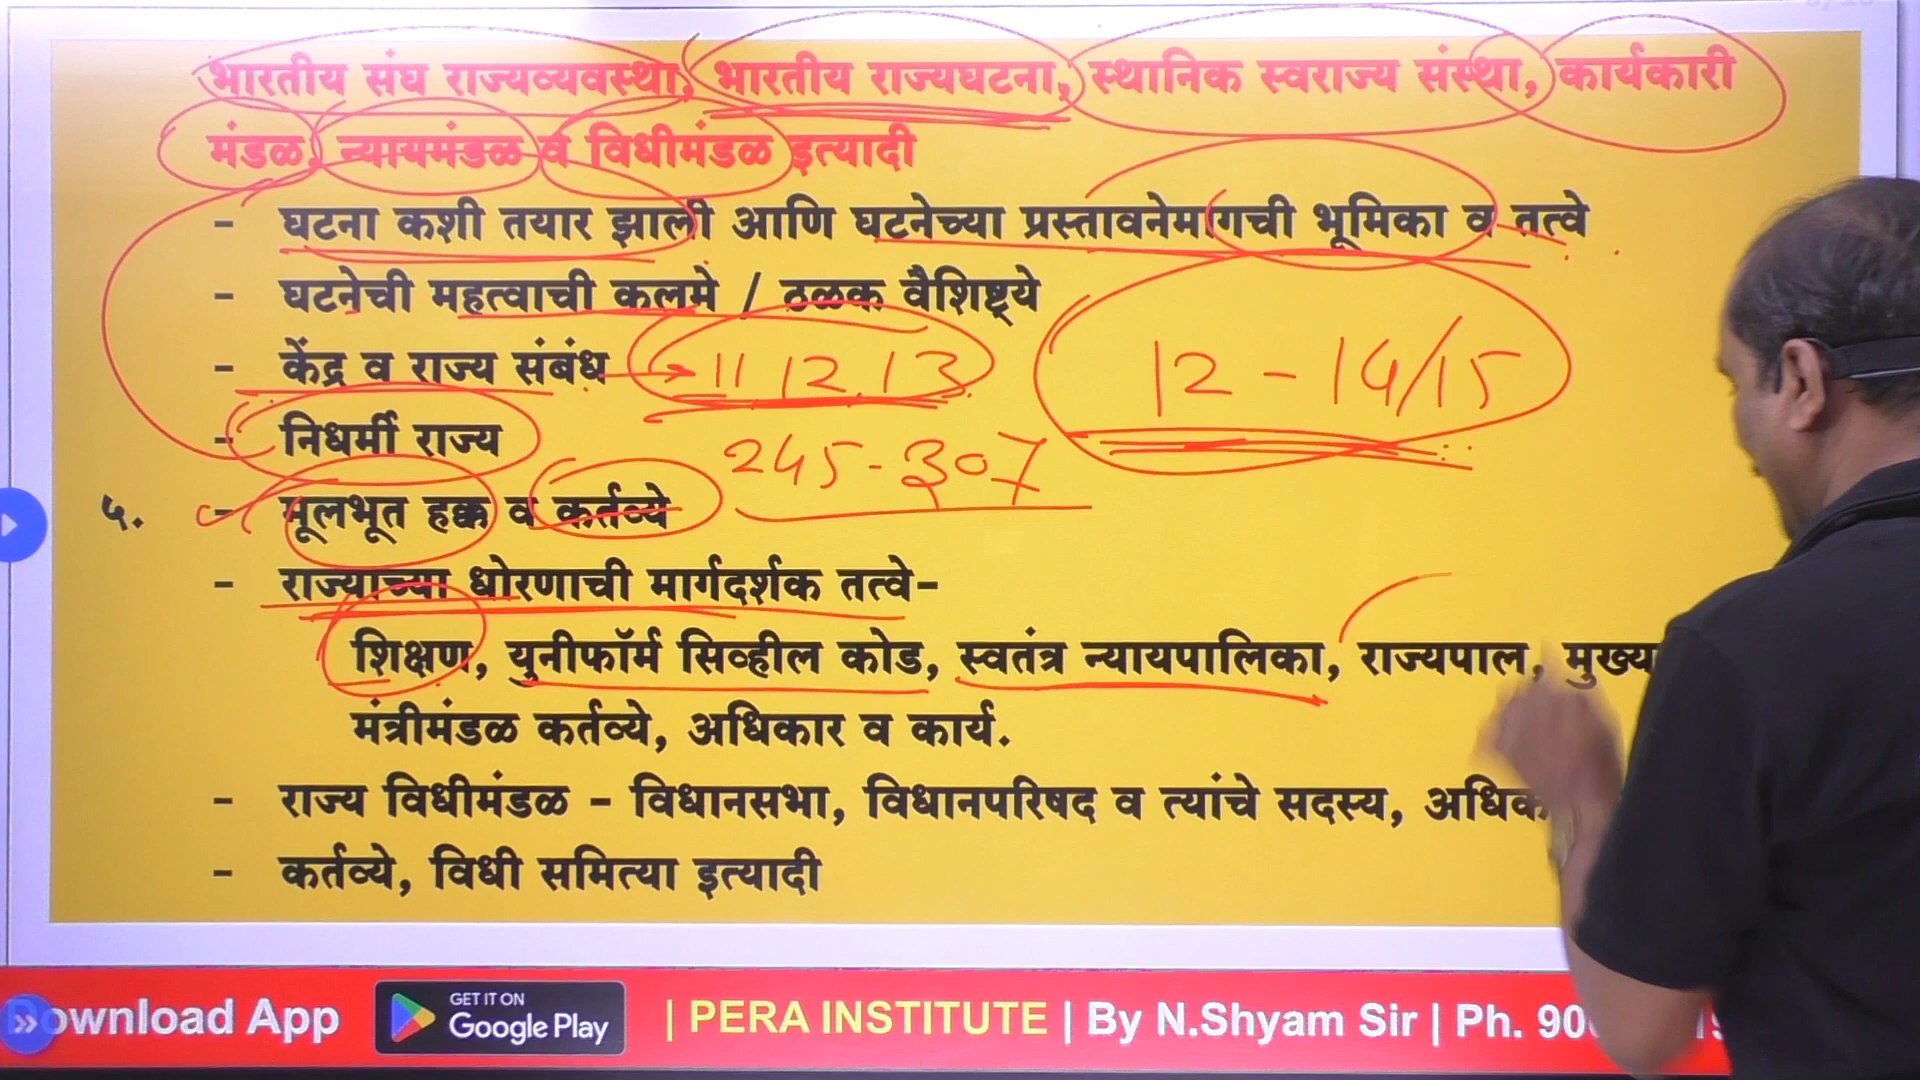 भारतीय संघ राज्यव्यवस्था, भारतीय राज्यघटना, स्थानिक स्वराज्य संस्था, कार्यकारी
मंडळ, न्यायमंडळ व विधीमंडळ इत्यादी
- घटना कशी तयार झाली आणि घटनेच्या प्रस्तावनेमागची भूमिका व तत्वे
- घटनेची महत्वाची कलमे / ठळक वैशिष्ट्ये
- केंद्र व राज्य संबंध → 11 12, 13
12 - 14/15
- निधर्मी राज्य
245-307
५. - मूलभूत हक्क व कर्तव्ये
- राज्याच्या धोरणाची मार्गदर्शक तत्वे-
शिक्षण, युनीफॉर्म सिव्हील कोड, स्वतंत्र न्यायपालिका, राज्यपाल, मुख्य
मंत्रीमंडळ कर्तव्ये, अधिकार व कार्य.
- राज्य विधीमंडळ - विधानसभा, विधानपरिषद व त्यांचे सदस्य,
- कर्तव्ये, विधी समित्या इत्यादी
Download App GET IT ON Google Play | PERA INSTITUTE | By N.Shyam Sir | Ph. 90